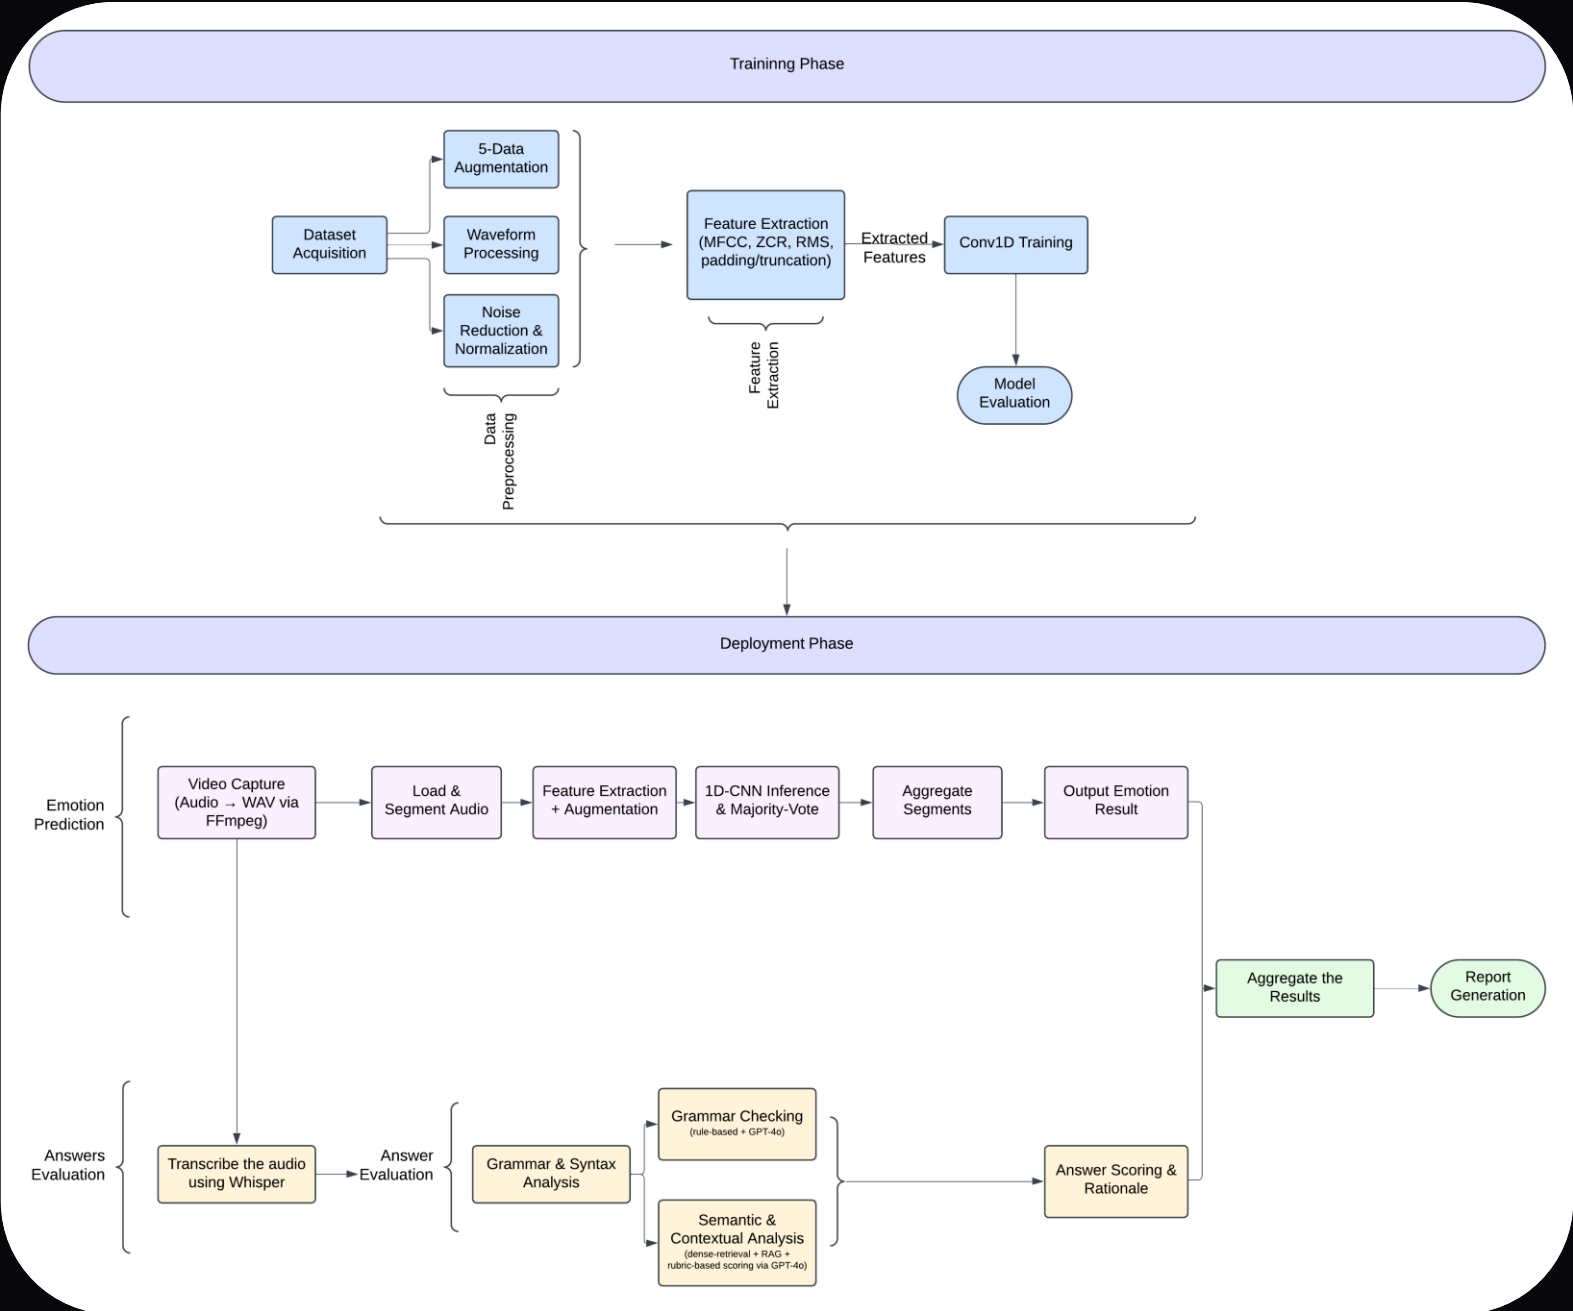 Traininng Phase
5-Data
Augmentation
Dataset
Acquisition
Waveform
Processing
Noise
Reduction &
Normalization
Data
Preprocessing
Feature Extraction
(MFCC, ZCR, RMS,
padding/truncation)
Feature
Extraction
Extracted
Features
Conv1D Training
Model
Evaluation
Deployment Phase
Emotion
Prediction
Video Capture
(Audio → WAV via
FFmpeg)
Load &
Segment Audio
Feature Extraction
+ Augmentation
1D-CNN Inference
& Majority-Vote
Aggregate
Segments
Output Emotion
Result
Aggregate the
Results
Report
Generation
Answers
Evaluation
Transcribe the audio
using Whisper
Answer
Evaluation
Grammar & Syntax
Analysis
Grammar Checking
(rule-based + GPT-4o)
Semantic &
Contextual Analysis
(dense-retrieval + RAG +
rubric-based scoring via GPT-4o)
Answer Scoring &
Rationale